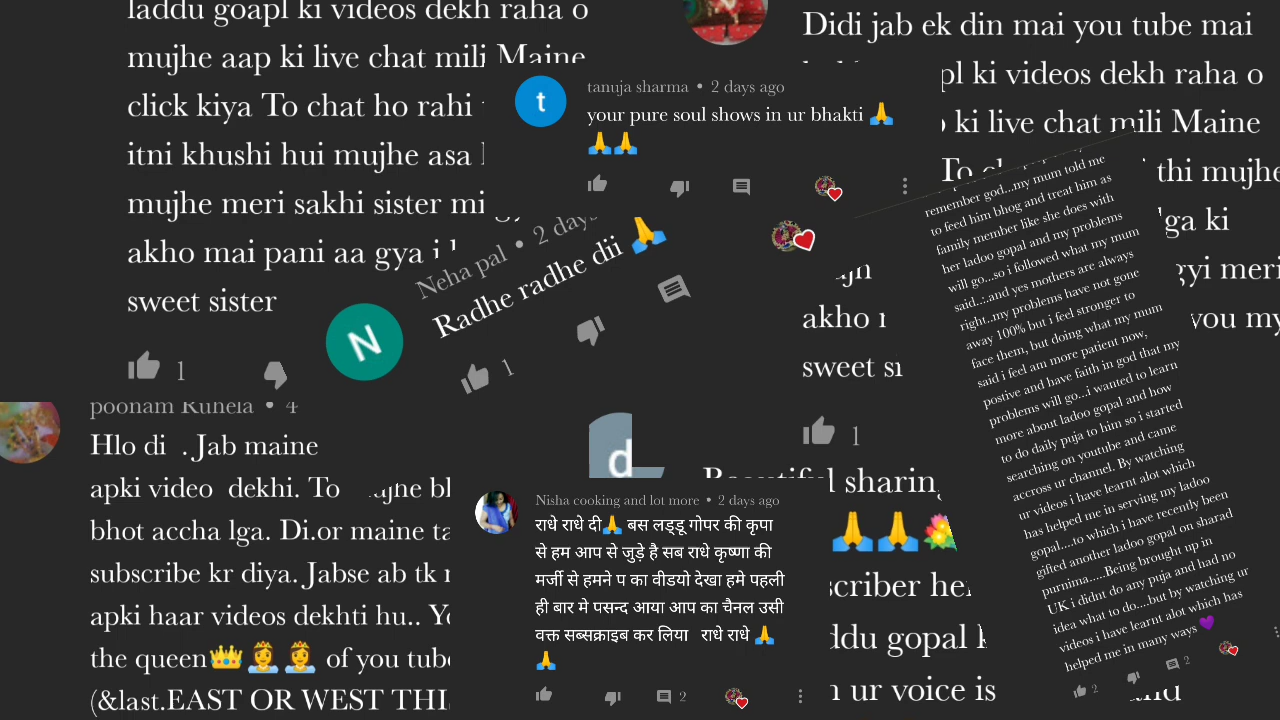 laddu goapl ki videos dekh raha o
mujhe aap ki live chat mili Maine
click kiya To chat ho rahi
itni khushi hui mujhe asa
mujhe meri sakhi sister mi
akho mai pani aa gya
sweet sister
1
tanuja sharma • 2 days ago
your pure soul shows in ur bhakti 🙏
🙏🙏
Didi jab ek din mai you tube mai
pl ki videos dekh raha o
ki live chat mili Maine
To
thi mujhe
lga ki
gyi meri
akho
you my
sweet
1
Neha pal • 2 days
Radhe radhe dii 🙏
1
N
t
d
poonam Ruhela • 4
Hlo di . Jab maine
apki video dekhi. To
bhot accha lga. Di.or maine
subscribe kr diya. Jabse ab tk
apki haar videos dekhti hu..
the queen👑👸👸 of you
(&last.EAST OR WEST
Nisha cooking and lot more • 2 days ago
राधे राधे दी🙏 बस लड्डू गोपर की कृपा
से हम आप से जुड़े है सब राधे कृष्णा की
मर्जी से हमने प का वीडयो देखा हमे पहली
ही बार मे पसन्द आया आप का चैनल उसी
वक्त सब्सक्राइब कर लिया राधे राधे 🙏
🙏
2
sharing
🙏🙏💐
scriber
ddu gopal
ur voice is
remember god...my mum told me
to feed him bhog and treat him as
family member like she does with
her ladoo gopal and my problems
will go...so i followed what my mum
said.:.and yes mothers are always
right..my problems have not gone
away 100% but i feel stronger to
face them, but doing what my mum
said i feel am more patient now,
postive and have faith in god that my
problems will go...i wanted to learn
more about ladoo gopal and how
to do daily puja to him so i started
searching on youtube and came
accross ur channel. By watching
ur videos i have learnt alot which
has helped me in serving my ladoo
gopal....to which i have recently been
gifted another ladoo gopal on sharad
purnima.....Being brought up in
UK i didnt do any puja and had no
idea what to do....but by watching ur
videos i have learnt alot which has
helped me in many ways 💜
2
2